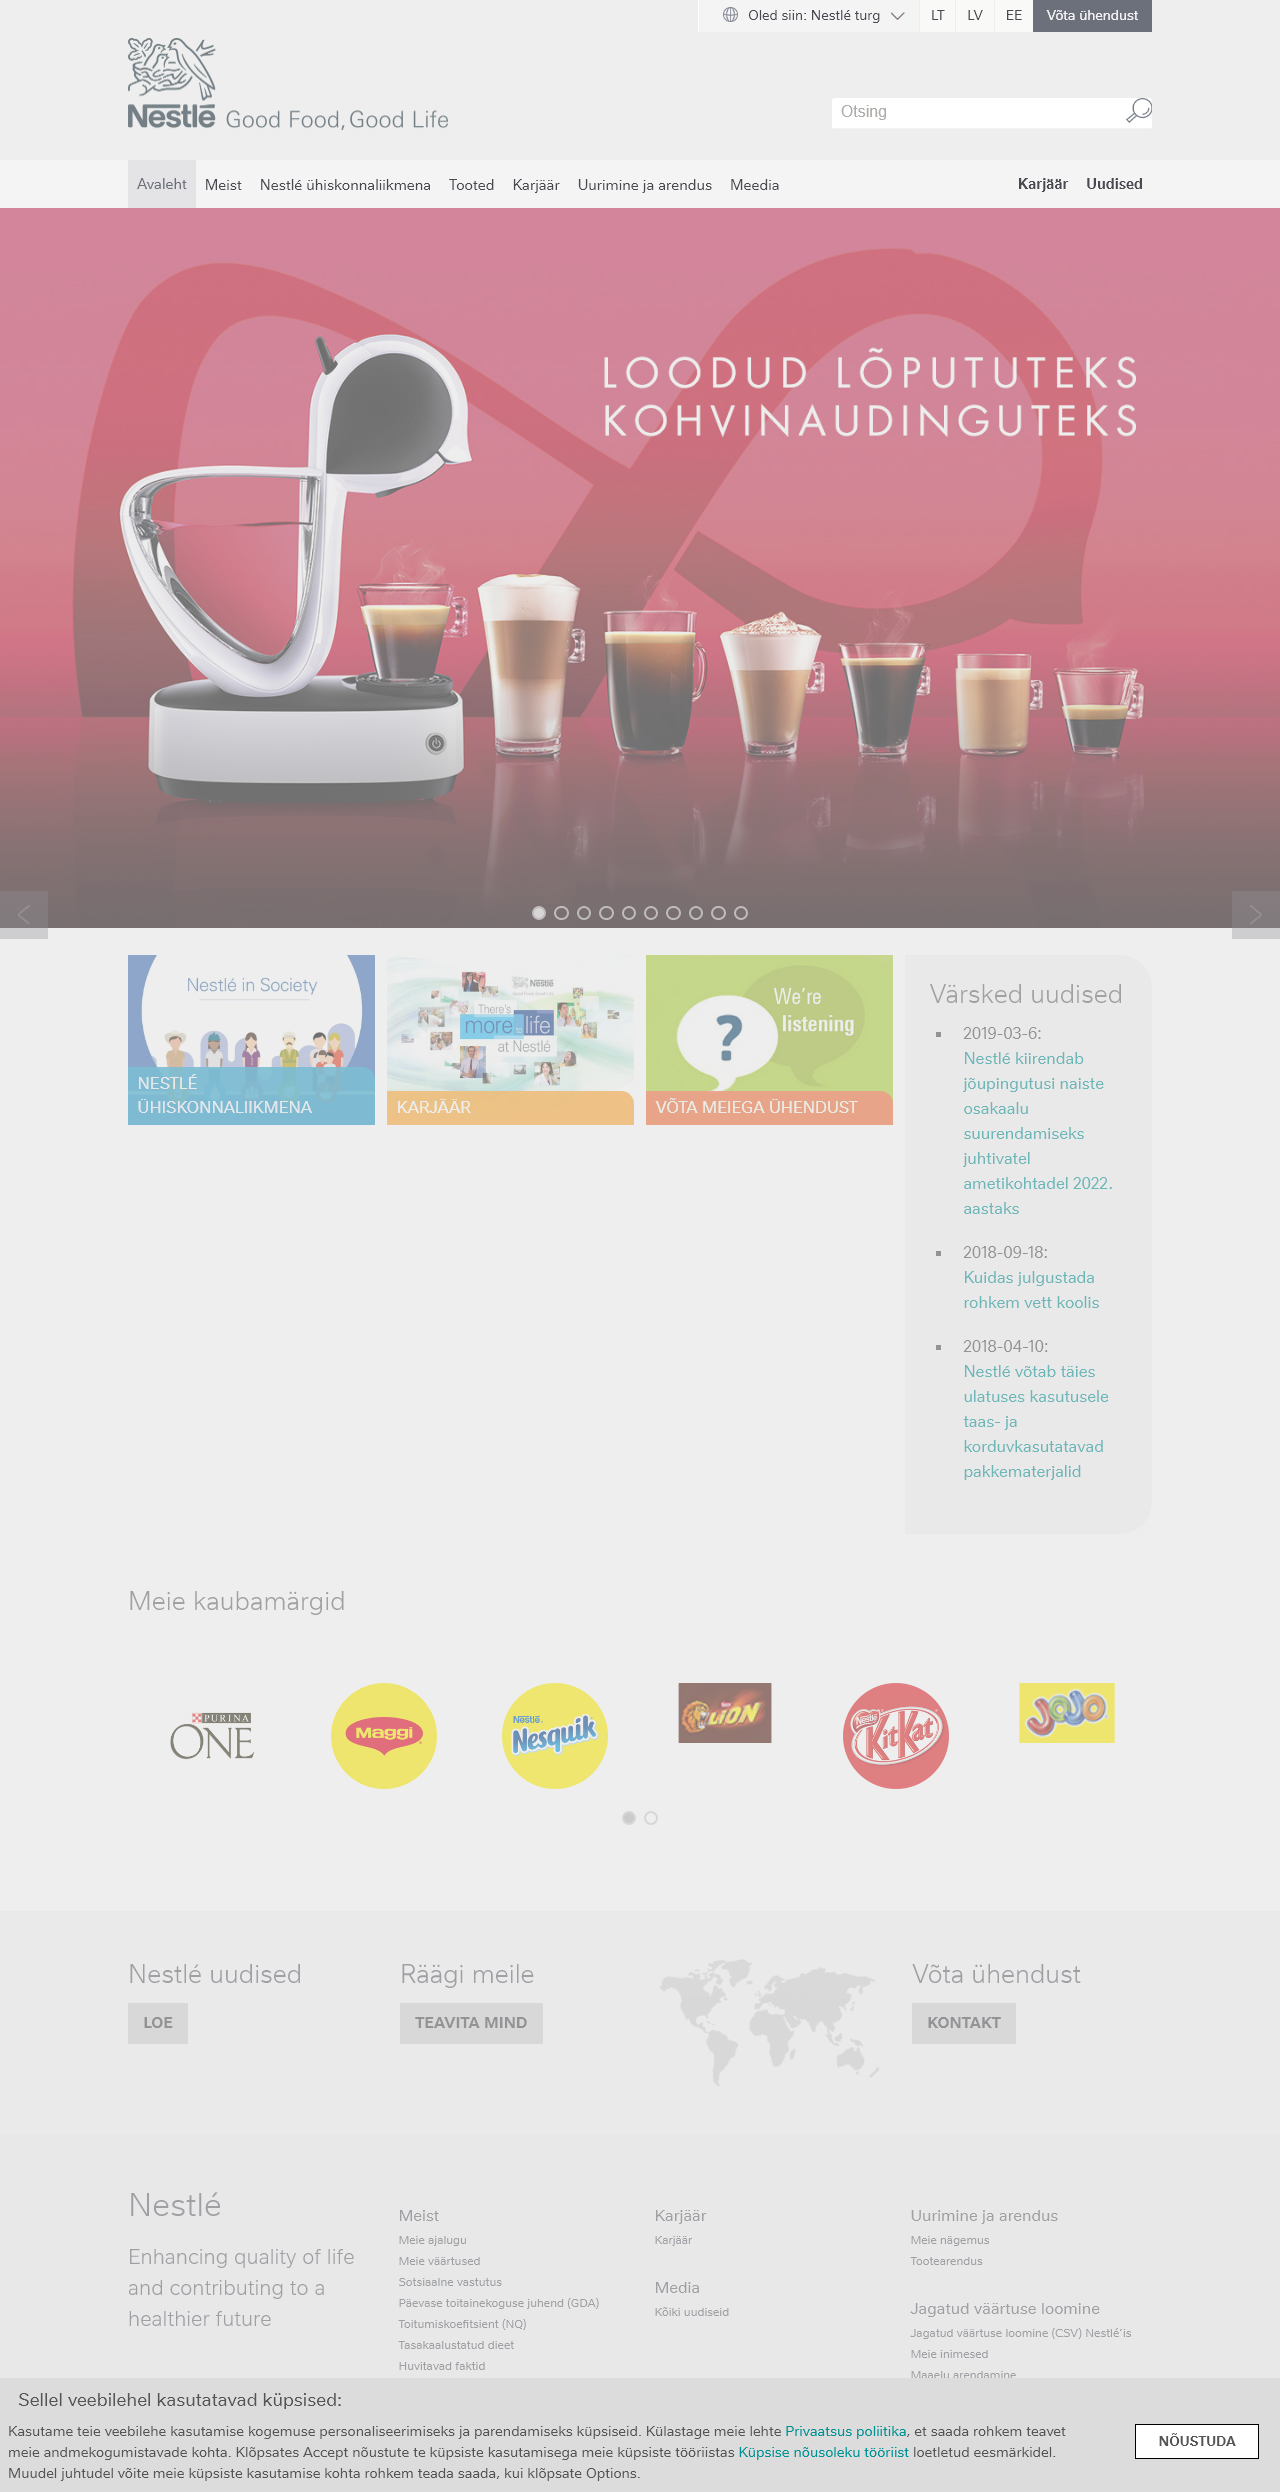 Oled siin: Nestlé turg
LT
LV
EE
Võta ühendust
Nestlé
Good Food, Good Life
Otsing
Avaleht
Meist
Nestlé ühiskonnaliikmena
Tooted
Karjäär
Uurimine ja arendus
Meedia
Karjäär
Uudised
LOODUD LÕPUTUTEKS
KOHVINAUDINGUTEKS
Nestlé in Society
NESTLÉ
ÜHISKONNALIIKMENA
Nestlé
There's
more to life
at Nestlé
KARJÄÄR
We're
listening
?
VÕTA MEIEGA ÜHENDUST
Värsked uudised
2019-03-6:
Nestlé kiirendab
jõupingutusi naiste
osakaalu
suurendamiseks
juhtivatel
ametikohtadel 2022.
aastaks
2018-09-18:
Kuidas julgustada
rohkem vett koolis
2018-04-10:
Nestlé võtab täies
ulatuses kasutusele
taas- ja
korduvkasutatavad
pakkematerjalid
Meie kaubamärgid
PURINA
ONE
Maggi
Nestlé
Nesquik
LION
KitKat
JOJO
Nestlé uudised
LOE
Räägi meile
TEAVITA MIND
Võta ühendust
KONTAKT
Nestlé
Enhancing quality of life
and contributing to a
healthier future
Meist
Meie ajalugu
Meie väärtused
Sotsiaalne vastutus
Päevase toitainekoguse juhend (GDA)
Toitumiskoefitsient (NQ)
Tasakaalustatud dieet
Huvitavad faktid
Karjäär
Karjäär
Media
Kõiki uudiseid
Uurimine ja arendus
Meie nägemus
Tootearendus
Jagatud väärtuse loomine
Jagatud väärtuse loomine (CSV) Nestlé´is
Meie inimesed
Maaelu arendamine
Sellel veebilehel kasutatavad küpsised:
Kasutame teie veebilehe kasutamise kogemuse personaliseerimiseks ja parendamiseks küpsiseid. Külastage meie lehte Privaatsus poliitika, et saada rohkem teavet
meie andmekogumistavade kohta. Klõpsates Accept nõustute te küpsiste kasutamisega meie küpsiste tööriistas Küpsise nõusoleku tööriist loetletud eesmärkidel.
Muudel juhtudel võite meie küpsiste kasutamise kohta rohkem teada saada, kui klõpsate Options.
NÕUSTUDA